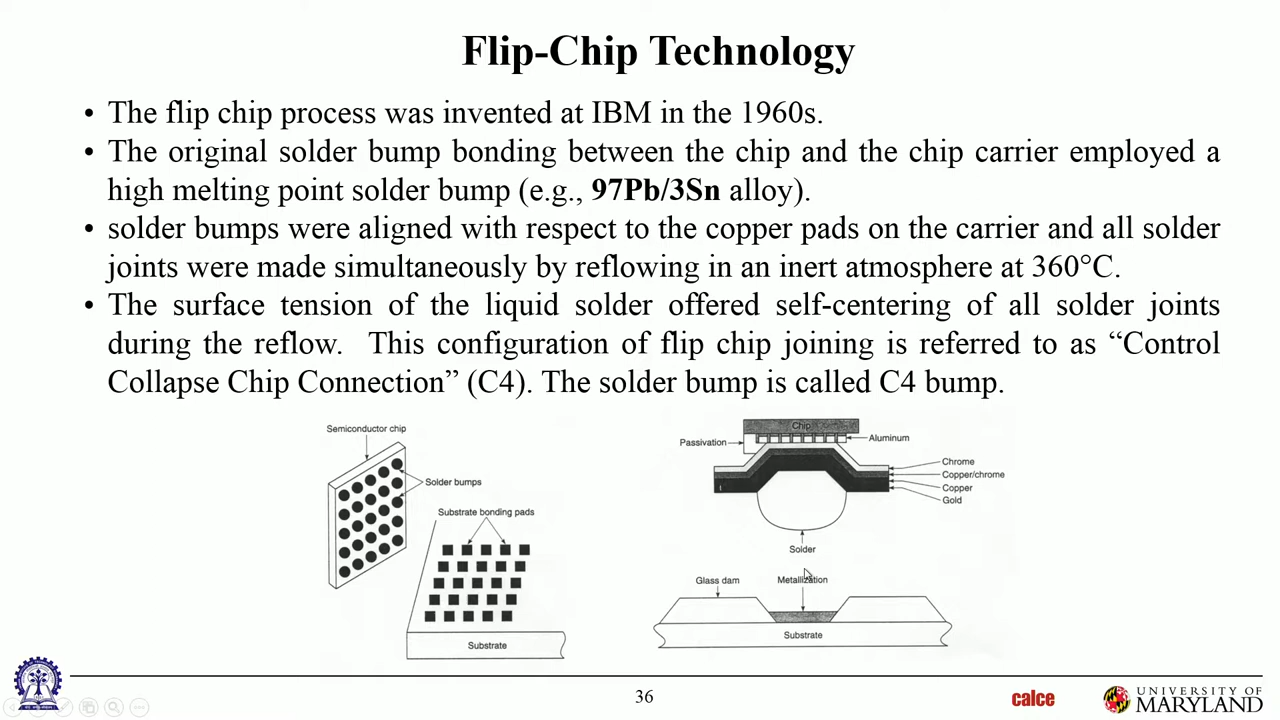 Flip-Chip Technology
• The flip chip process was invented at IBM in the 1960s.
• The original solder bump bonding between the chip and the chip carrier employed a
high melting point solder bump (e.g., 97Pb/3Sn alloy).
• solder bumps were aligned with respect to the copper pads on the carrier and all solder
joints were made simultaneously by reflowing in an inert atmosphere at 360°C.
• The surface tension of the liquid solder offered self-centering of all solder joints
during the reflow. This configuration of flip chip joining is referred to as “Control
Collapse Chip Connection” (C4). The solder bump is called C4 bump.
Semiconductor chip
Solder bumps
Substrate bonding pads
Substrate
Chip
Passivation
Aluminum
Chrome
Copper/chrome
Copper
Gold
Solder
Glass dam
Metallization
Substrate
36
calce
UNIVERSITY OF
MARYLAND